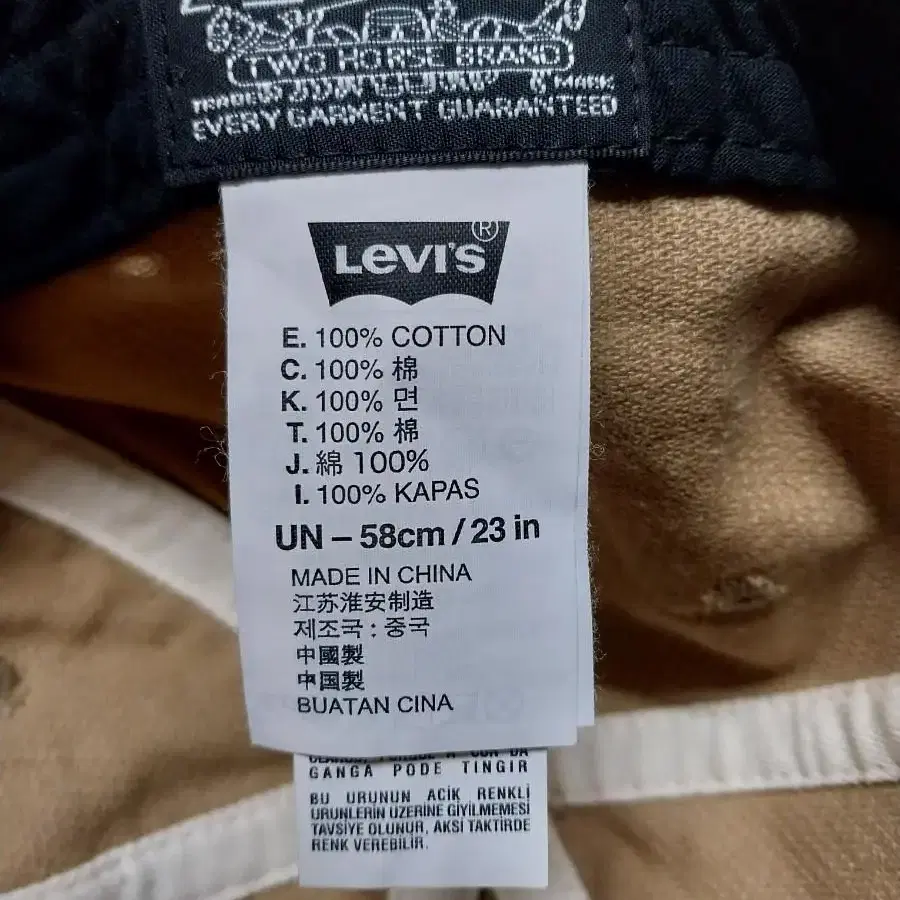 TWO HORSE BRAND
EVERY GARMENT GUARANTEED
LEVI'S®
E. 100% COTTON
C. 100% 棉
K. 100% 면
T. 100% 棉
J. 綿 100%
I. 100% KAPAS
UN – 58cm / 23 in
MADE IN CHINA
江苏淮安制造
제조국 : 중국
中國製
中国製
BUATAN CINA
GANGA PODE TINGIR
BU URUNUN ACIK RENKLI
URUNLERIN UZERINE GIYILMEMESI
TAVSIYE OLUNUR, AKSI TAKTIRDE
RENK VEREBILIR.